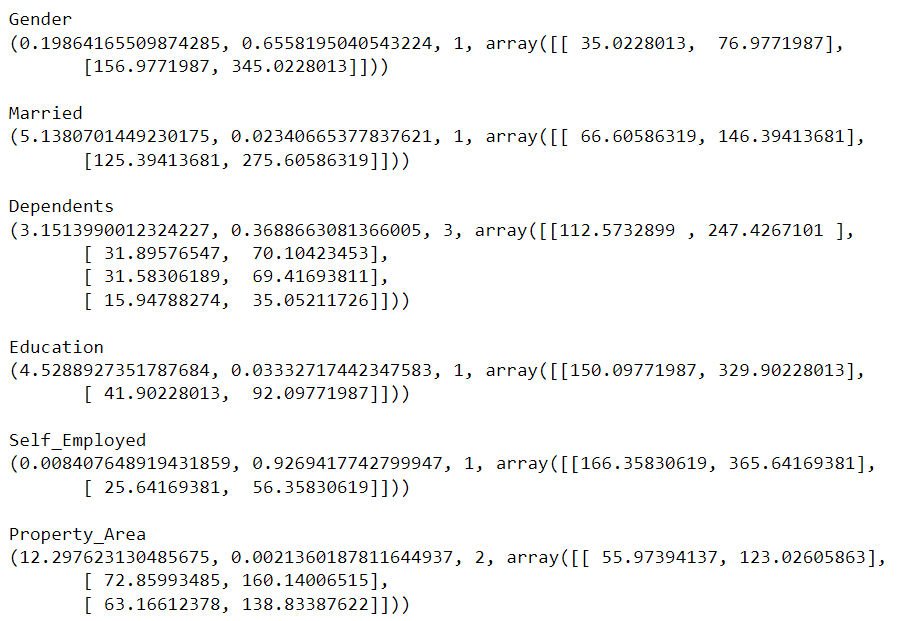 Gender
(0.19864165509874285, 0.6558195040543224, 1, array([[ 35.0228013,  76.9771987],
       [156.9771987, 345.0228013]]))
Married
(5.1380701449230175, 0.02340665377837621, 1, array([[ 66.60586319, 146.39413681],
       [125.39413681, 275.60586319]]))
Dependents
(3.1513990012324227, 0.3688663081366005, 3, array([[112.5732899 , 247.4267101 ],
       [ 31.89576547,  70.10423453],
       [ 31.58306189,  69.41693811],
       [ 15.94788274,  35.05211726]]))
Education
(4.5288927351787684, 0.03332717442347583, 1, array([[150.09771987, 329.90228013],
       [ 41.90228013,  92.09771987]]))
Self_Employed
(0.008407648919431859, 0.9269417742799947, 1, array([[166.35830619, 365.64169381],
       [ 25.64169381,  56.35830619]]))
Property_Area
(12.297623130485675, 0.0021360187811644937, 2, array([[ 55.97394137, 123.02605863],
       [ 72.85993485, 160.14006515],
       [ 63.16612378, 138.83387622]]))